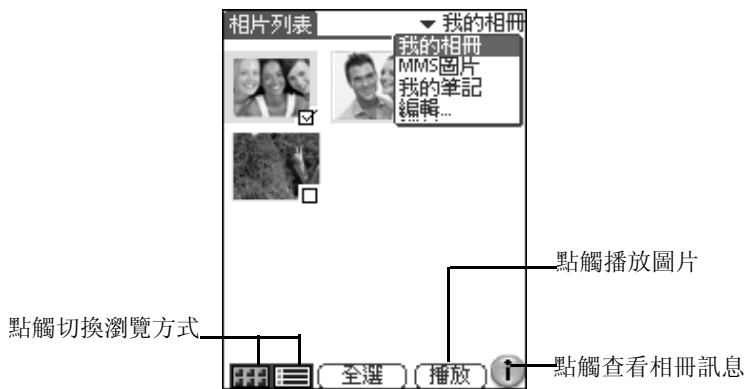 相片列表
我的相冊
我的相冊
MMS圖片
我的筆記
編輯...
點觸播放圖片
點觸切換瀏覽方式
全選
播放
點觸查看相冊訊息